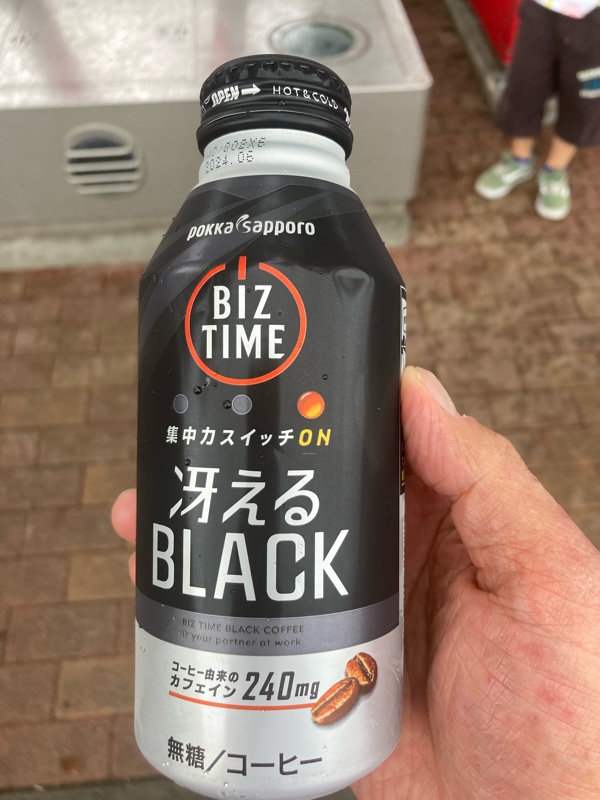 OPEN→ HOT&COLD
2024.06
pokka sapporo
BIZ
TIME
集中力スイッチON
冴える
BLACK
BIZ TIME BLACK COFFEE
your partner at work
コーヒー由来の
カフェイン 240mg
無糖/コーヒー